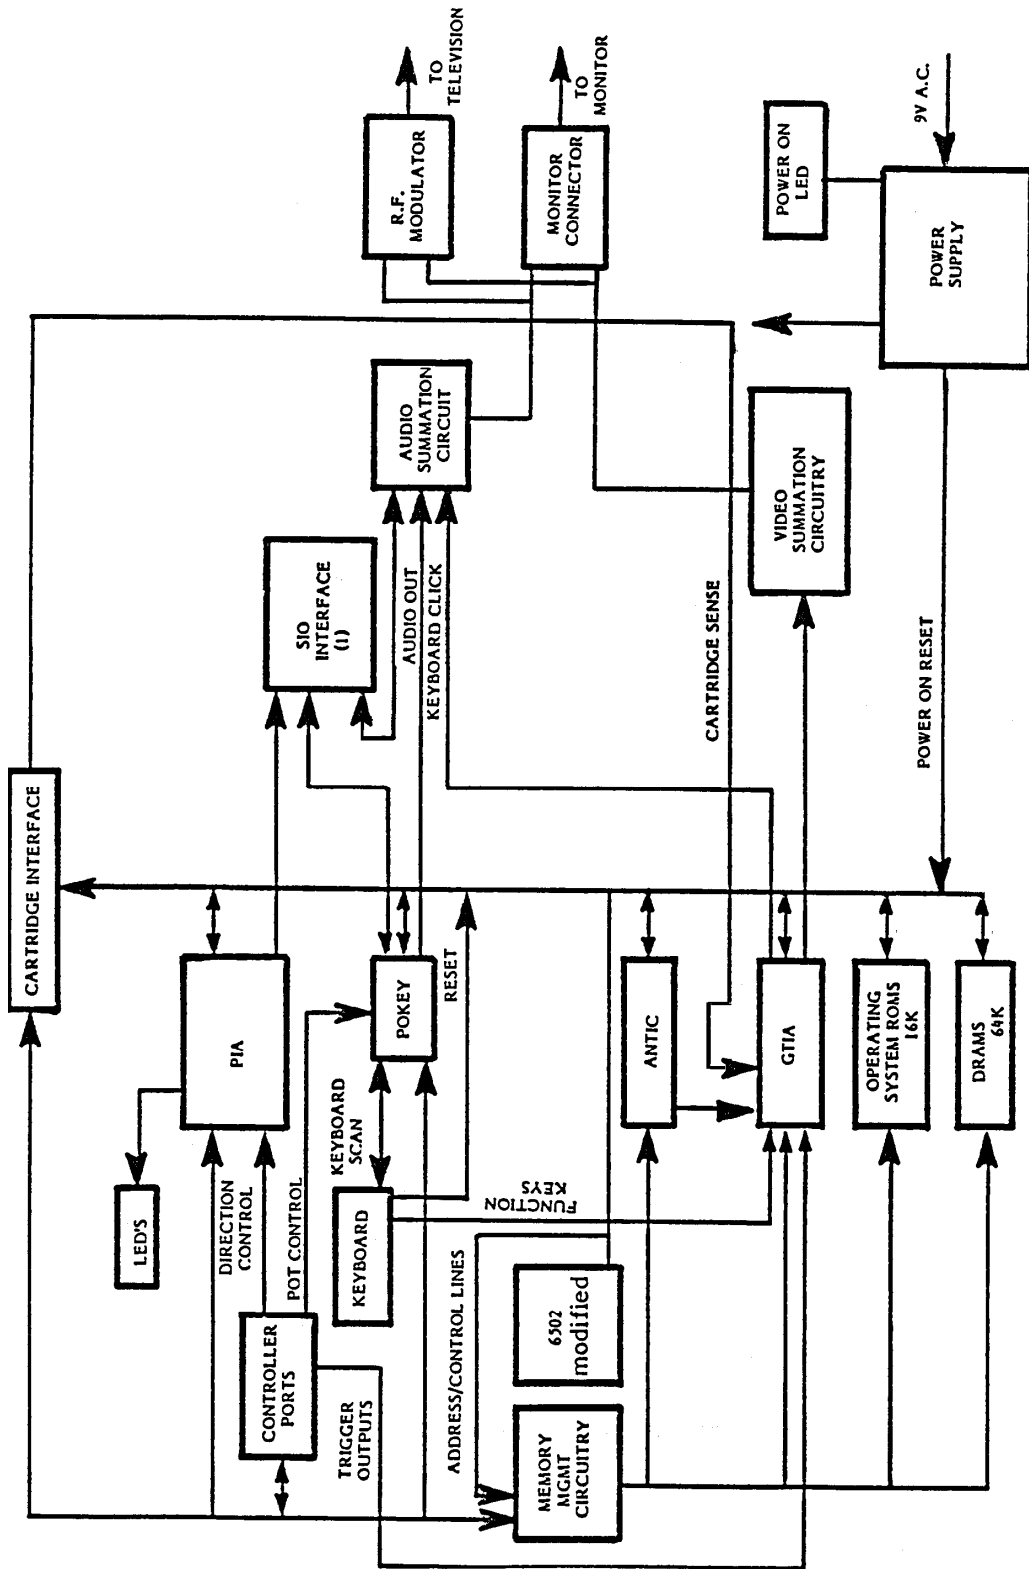 CARTRIDGE INTERFACE
LED'S
PIA
DIRECTION
CONTROL
CONTROLLER
PORTS
POT CONTROL
TRIGGER
OUTPUTS
KEYBOARD
KEYBOARD
SCAN
POKEY
RESET
FUNCTION
KEYS
SIO
INTERFACE
(1)
AUDIO OUT
KEYBOARD CLICK
AUDIO
SUMMATION
CIRCUIT
R.F.
MODULATOR
TO
TELEVISION
MONITOR
CONNECTOR
TO
MONITOR
ADDRESS/CONTROL LINES
MEMORY
MGMT
CIRCUITRY
6502
modified
ANTIC
CARTRIDGE SENSE
GTIA
VIDEO
SUMMATION
CIRCUITRY
OPERATING
SYSTEM ROMS
16K
DRAMS
64K
POWER ON RESET
POWER ON
LED
POWER
SUPPLY
9V A.C.